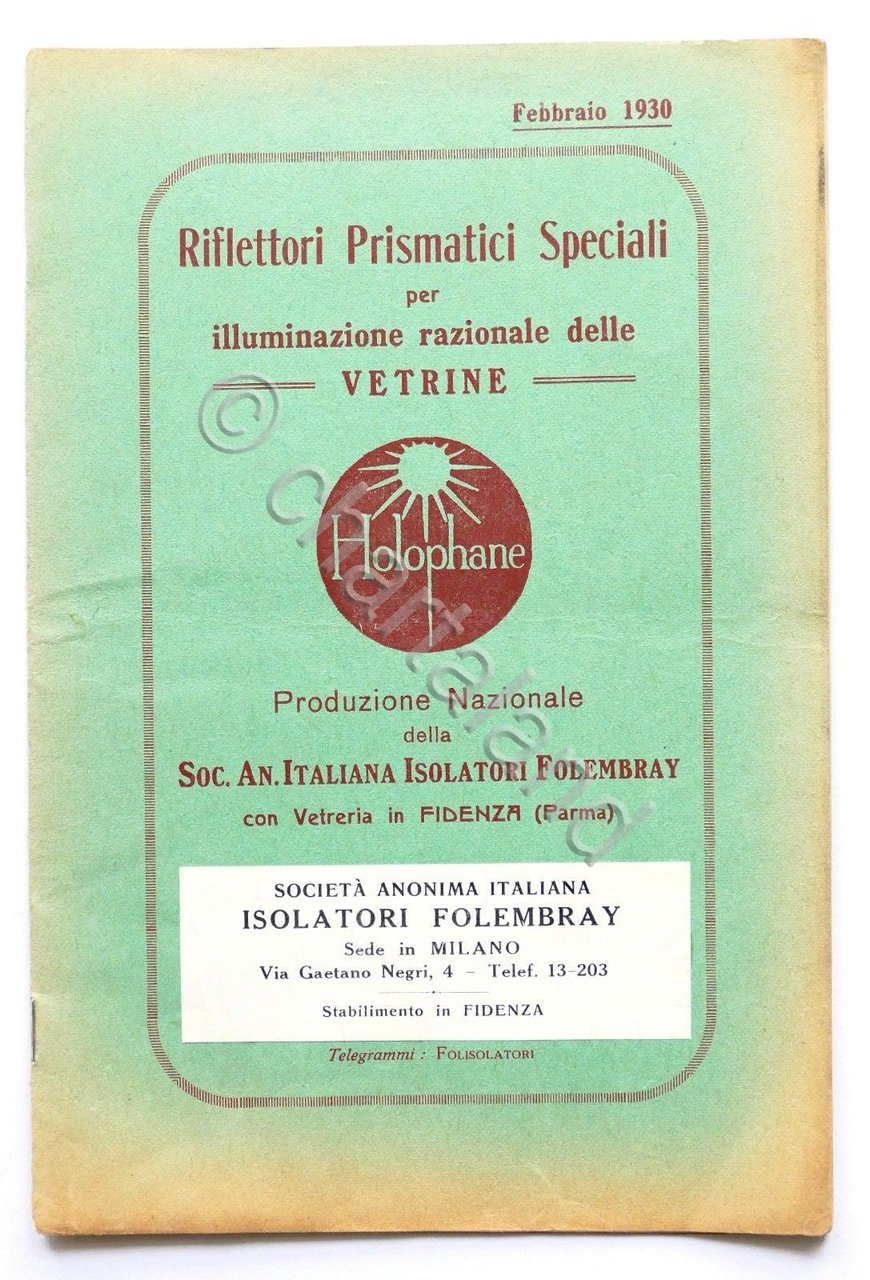 Febbraio 1930
Riflettori Prismatici Speciali
per
illuminazione razionale delle
VETRINE
Holophane
Produzione Nazionale
della
SOC. AN. ITALIANA ISOLATORI FOLEMBRAY
con Vetreria in FIDENZA (Parma)
SOCIETÀ ANONIMA ITALIANA
ISOLATORI FOLEMBRAY
Sede in MILANO
Via Gaetano Negri, 4 - Telef. 13-203
Stabilimento in FIDENZA
Telegrammi : FOLISOLATORI
© chartaland